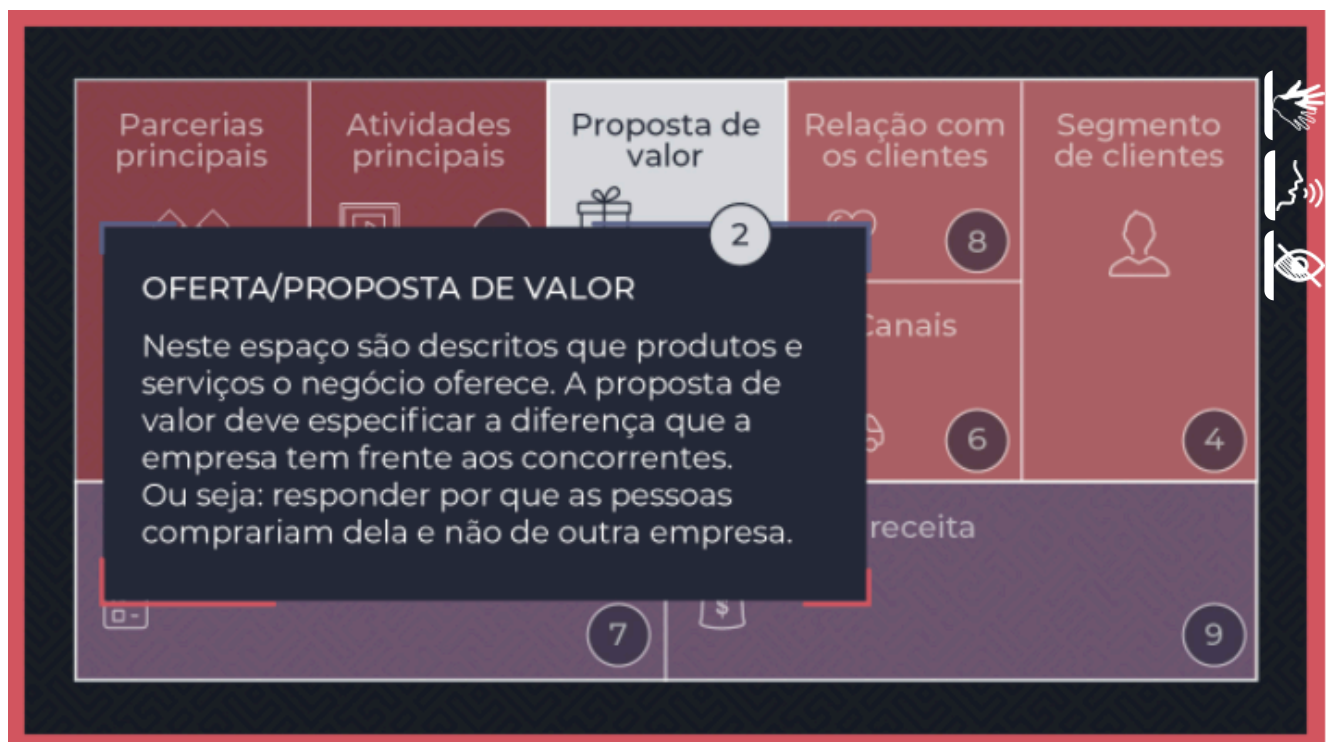 Parcerias
principais
Atividades
principais
Proposta de
valor
Relação com
os clientes
Segmento
de clientes
2
8
OFERTA/PROPOSTA DE VALOR
Neste espaço são descritos que produtos e
serviços o negócio oferece. A proposta de
valor deve especificar a diferença que a
empresa tem frente aos concorrentes.
Ou seja: responder por que as pessoas
comprariam dela e não de outra empresa.
6
4
receita
$
7
9